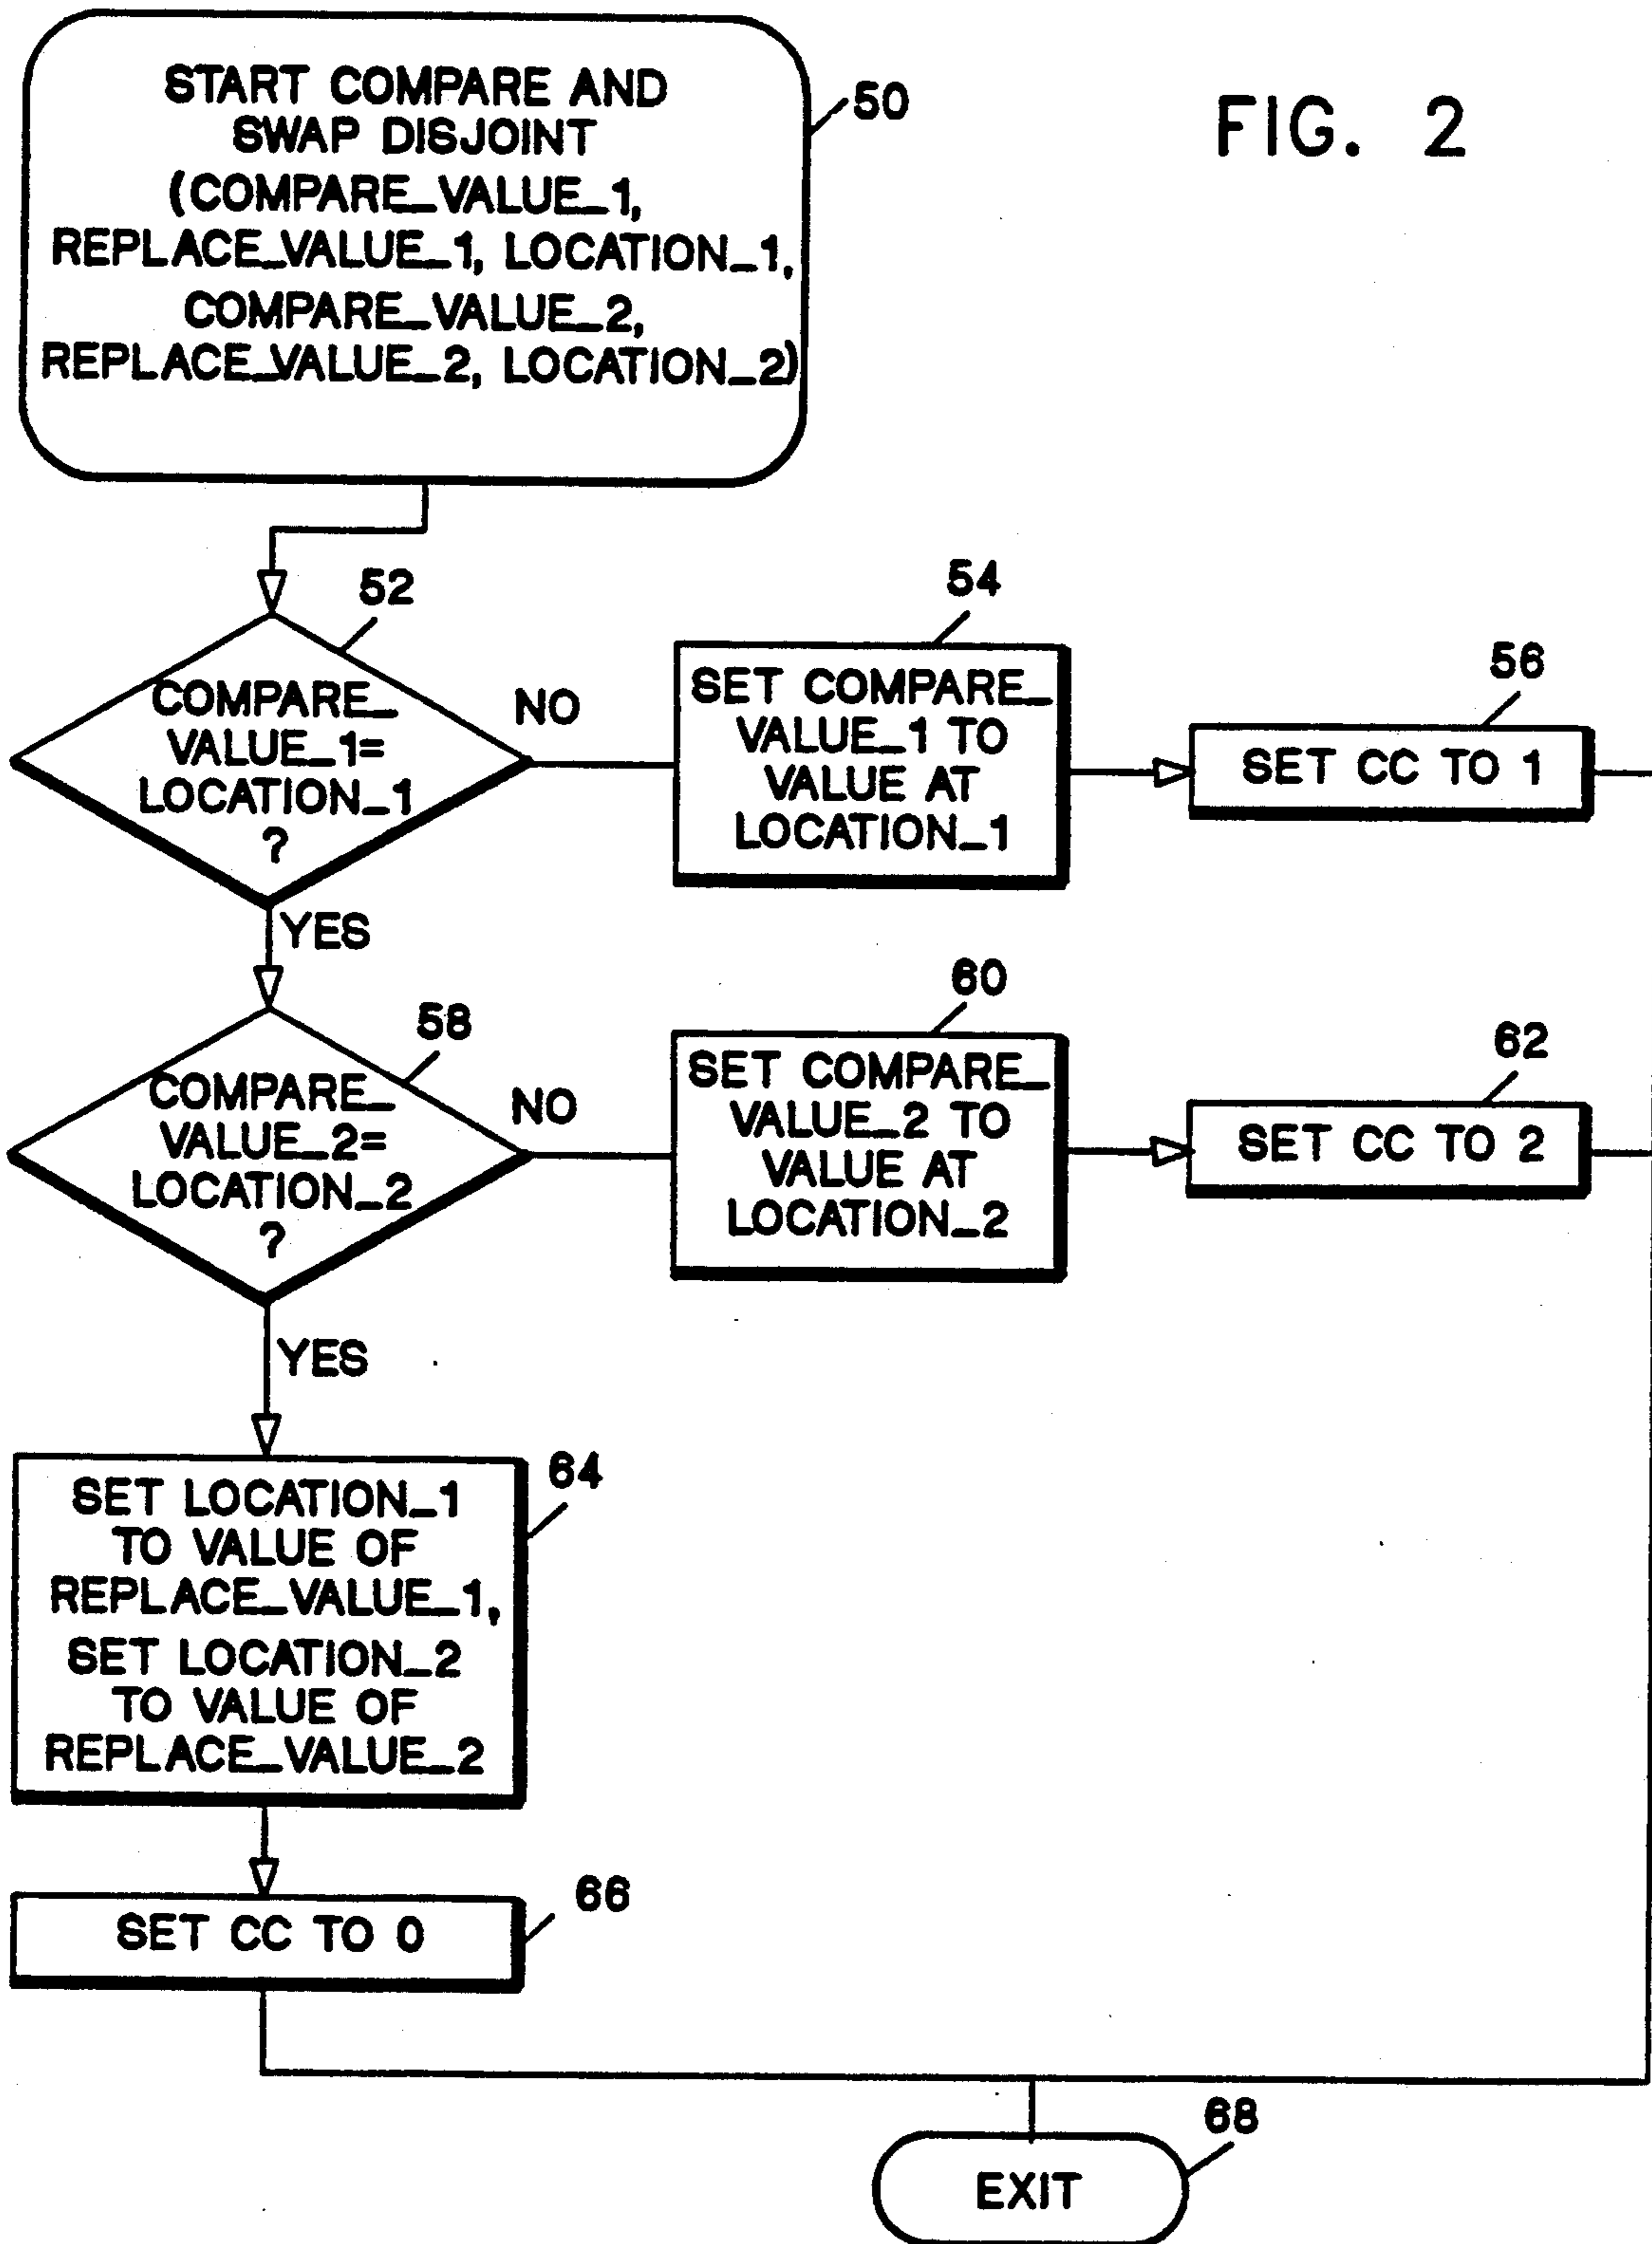 START COMPARE AND
SWAP DISJOINT
(COMPARE_VALUE_1,
REPLACE_VALUE_1, LOCATION_1,
COMPARE_VALUE_2,
REPLACE_VALUE_2, LOCATION_2)
50
FIG. 2
52
COMPARE_
VALUE_1=
LOCATION_1
?
NO
54
SET COMPARE_
VALUE_1 TO
VALUE AT
LOCATION_1
56
SET CC TO 1
YES
58
COMPARE_
VALUE_2=
LOCATION_2
?
NO
60
SET COMPARE_
VALUE_2 TO
VALUE AT
LOCATION_2
62
SET CC TO 2
YES
64
SET LOCATION_1
TO VALUE OF
REPLACE_VALUE_1,
SET LOCATION_2
TO VALUE OF
REPLACE_VALUE_2
66
SET CC TO 0
68
EXIT